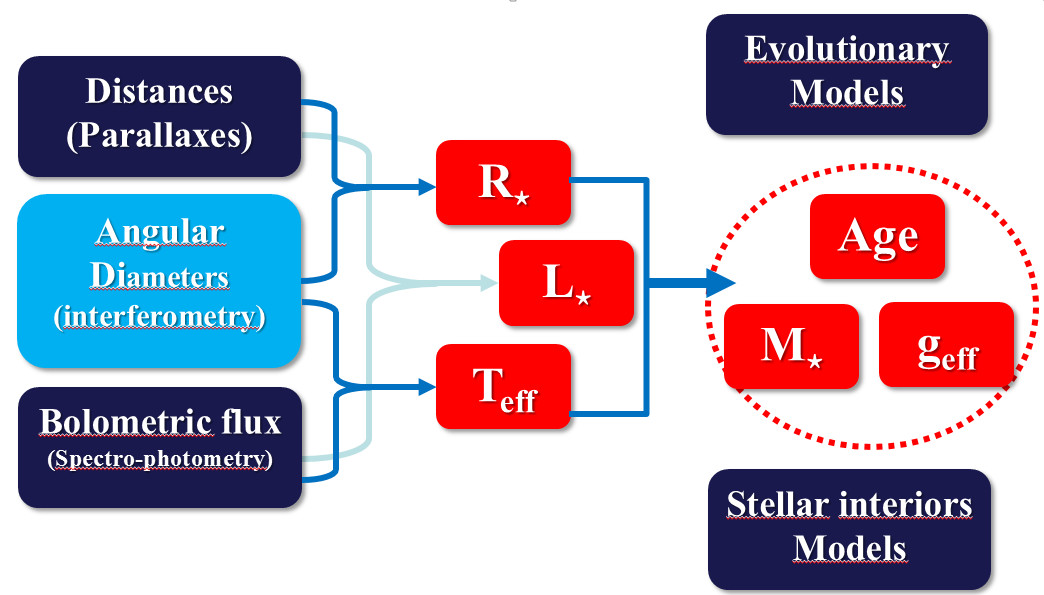 Distances
(Parallaxes)
Angular
Diameters
(interferometry)
Bolometric flux
(Spectro-photometry)
R⋆
L⋆
Teff
Evolutionary
Models
Age
M⋆
geff
Stellar interiors
Models